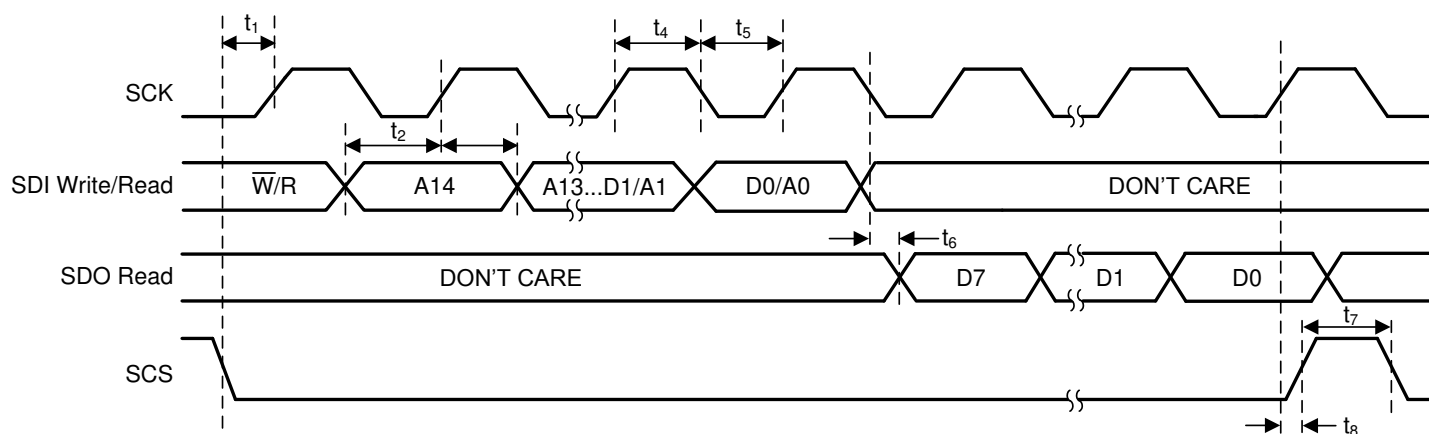 t1 t4 t5
SCK
t2
SDI Write/Read W̅/R A14 A13...D1/A1 D0/A0 DON'T CARE
t6
SDO Read DON'T CARE D7 D1 D0
t7
SCS
t8